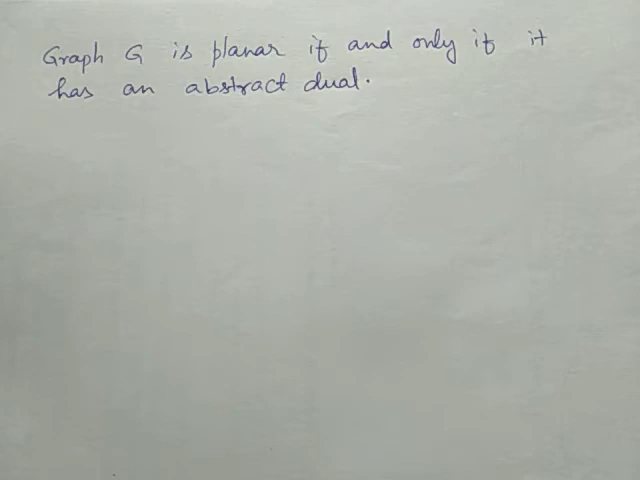 Graph G is planar if and only if it
has an abstract dual.